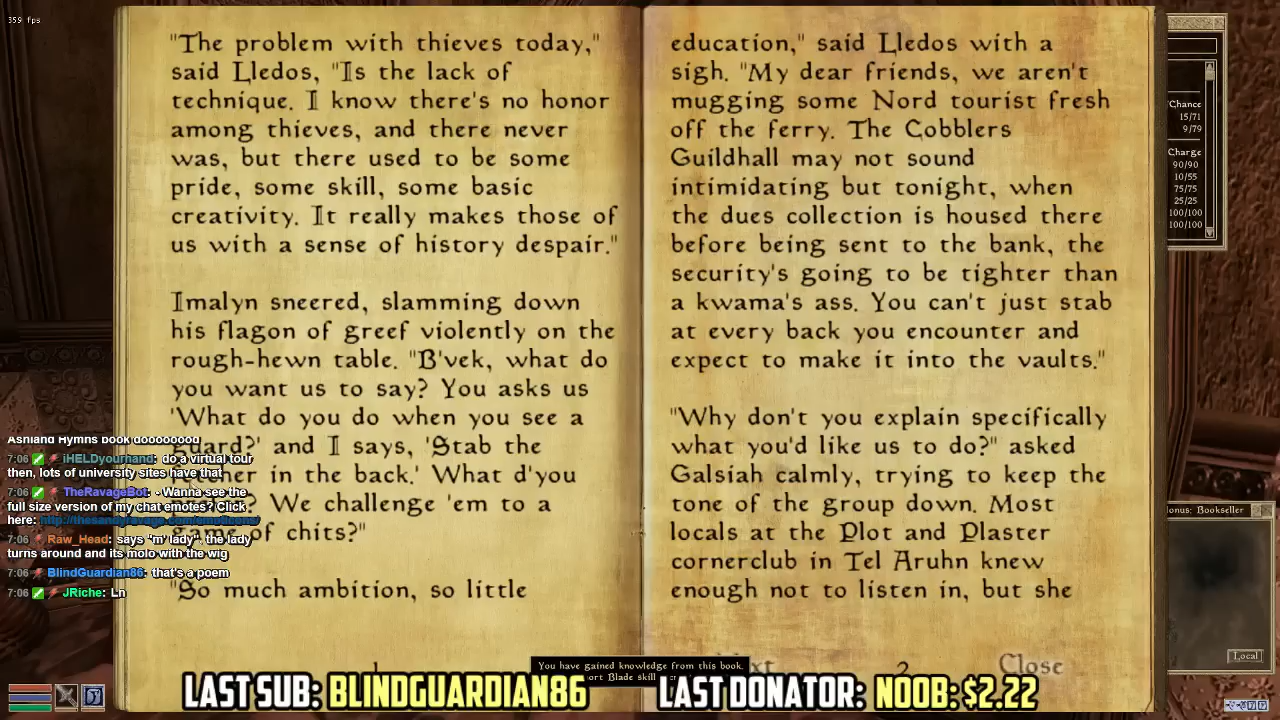 359 fps
"The problem with thieves today,"
said Lledos, "Is the lack of
technique. I know there's no honor
among thieves, and there never
was, but there used to be some
pride, some skill, some basic
creativity. It really makes those of
us with a sense of history despair."
Imalyn sneered, slamming down
his flagon of greef violently on the
rough-hewn table. "B'vek, what do
you want us to say? You asks us
'What do you do when you see a
guard?' and I says, 'Stab the
in the back.' What d'you
We challenge 'em to a
game of chits?"
"So much ambition, so little
1
education," said Lledos with a
sigh. "My dear friends, we aren't
mugging some Nord tourist fresh
off the ferry. The Cobblers
Guildhall may not sound
intimidating but tonight, when
the dues collection is housed there
before being sent to the bank, the
security's going to be tighter than
a kwama's ass. You can't just stab
at every back you encounter and
expect to make it into the vaults."
"Why don't you explain specifically
what you'd like us to do?" asked
Galsiah calmly, trying to keep the
tone of the group down. Most
locals at the Plot and Plaster
cornerclub in Tel Aruhn knew
enough not to listen in, but she
2
Close
Ashland Hymns book doooooood
7:06 iHELDyourhand: do a virtual tour
then, lots of university sites have that
7:06 TheRavageBot: - Wanna see the
full size version of my chat emotes? Click
here: http://thesandyravage.com/emoticons/
7:06 Raw_Head: says "m' lady". the lady
turns around and its molo with the wig
7:06 BlindGuardian86: that's a poem
7:06 JRiche: Ln
You have gained knowledge from this book.
ort Blade skill
LAST SUB: BLINDGUARDIAN86
LAST DONATOR: NOOB: $2.22
/Chance
15/71
9/79
Charge
90/90
10/55
75/75
25/25
100/100
100/100
onus: Bookseller
Local